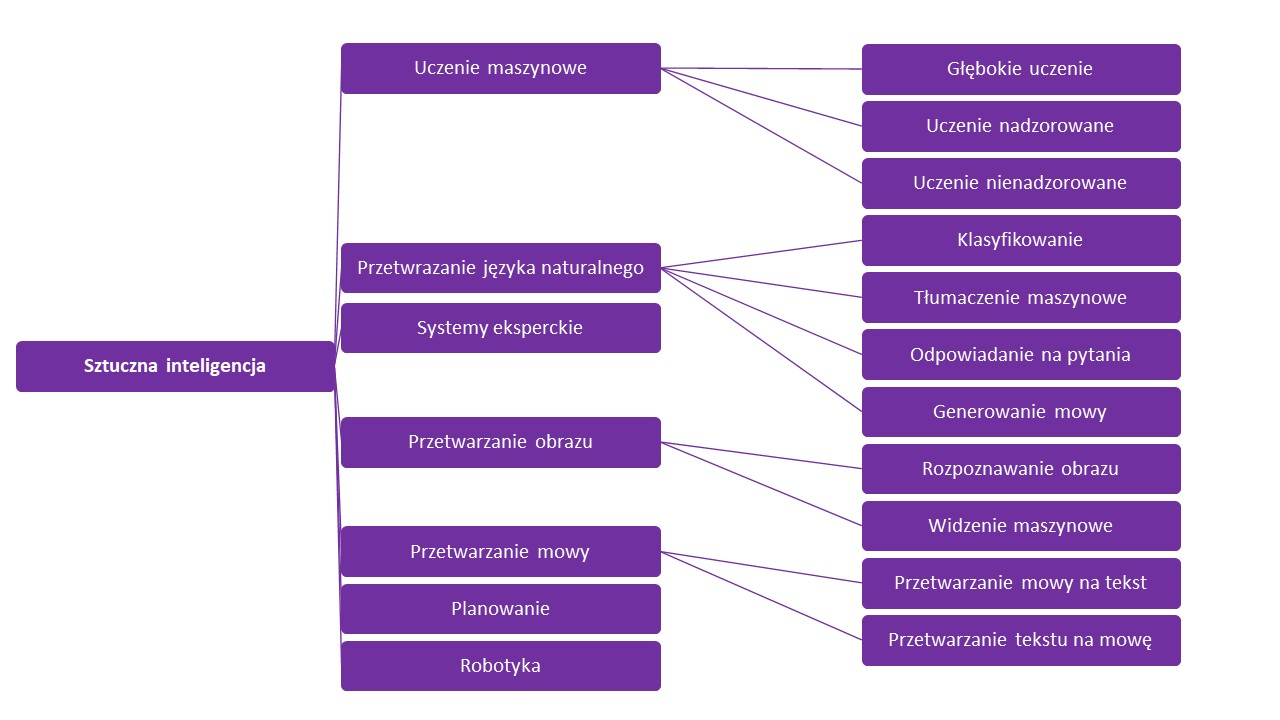 Sztuczna inteligencja
Uczenie maszynowe
Głębokie uczenie
Uczenie nadzorowane
Uczenie nienadzorowane
Przetwrazanie języka naturalnego
Klasyfikowanie
Tłumaczenie maszynowe
Odpowiadanie na pytania
Generowanie mowy
Systemy eksperckie
Przetwarzanie obrazu
Rozpoznawanie obrazu
Widzenie maszynowe
Przetwarzanie mowy
Przetwarzanie mowy na tekst
Przetwarzanie tekstu na mowę
Planowanie
Robotyka